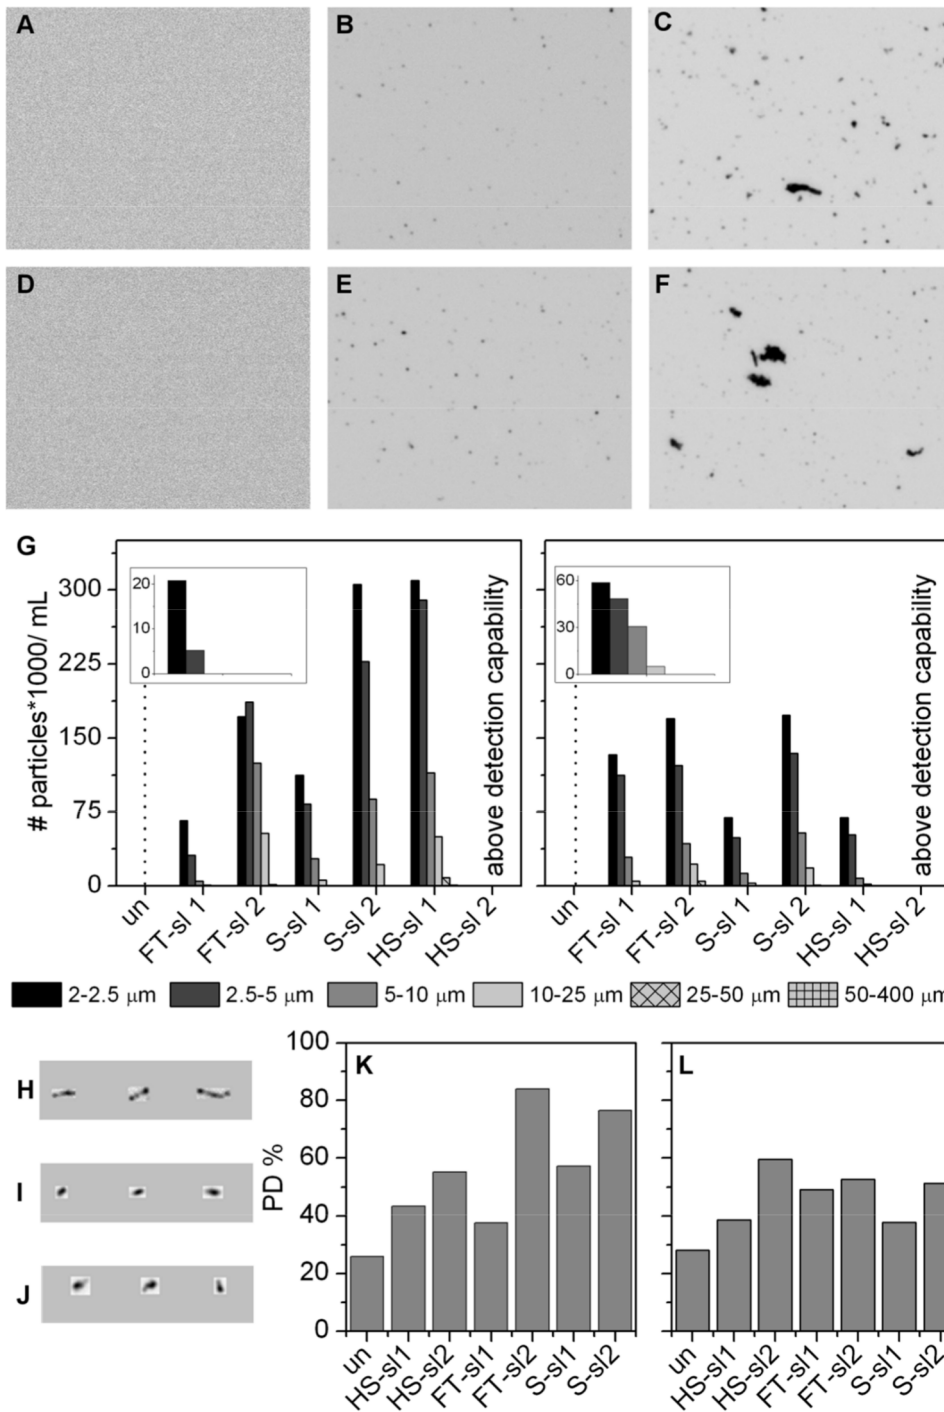 A
B
C
D
E
F
G
# particles*1000/ mL
300
225
150
75
0
20
10
0
above detection capability
un
FT-sl 1
FT-sl 2
S-sl 1
S-sl 2
HS-sl 1
HS-sl 2
60
30
0
above detection capability
un
FT-sl 1
FT-sl 2
S-sl 1
S-sl 2
HS-sl 1
HS-sl 2
2-2.5 μm 2.5-5 μm 5-10 μm 10-25 μm 25-50 μm 50-400 μm
H
I
J
K
PD %
100
80
60
40
20
0
un
HS-sl1
HS-sl2
FT-sl1
FT-sl2
S-sl1
S-sl2
L
un
HS-sl1
HS-sl2
FT-sl1
FT-sl2
S-sl1
S-sl2